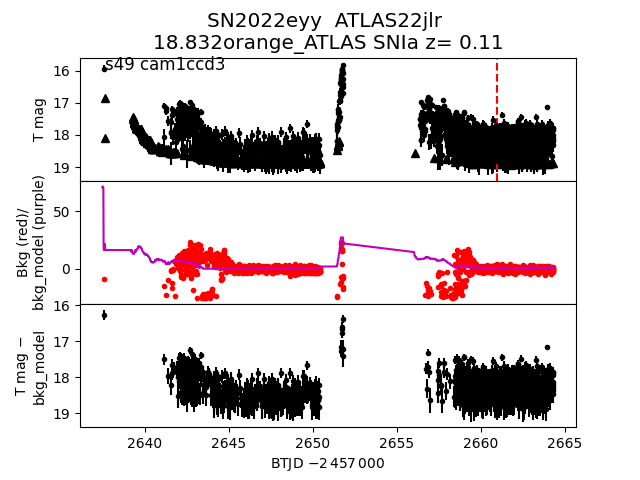 SN2022eyy  ATLAS22jlr
18.832orange_ATLAS SNIa z= 0.11
s49 cam1ccd3
16
17
18
19
T mag
50
0
Bkg (red)/
bkg_model (purple)
16
17
18
19
T mag −
bkg_model
2640 2645 2650 2655 2660 2665
BTJD −2 457 000